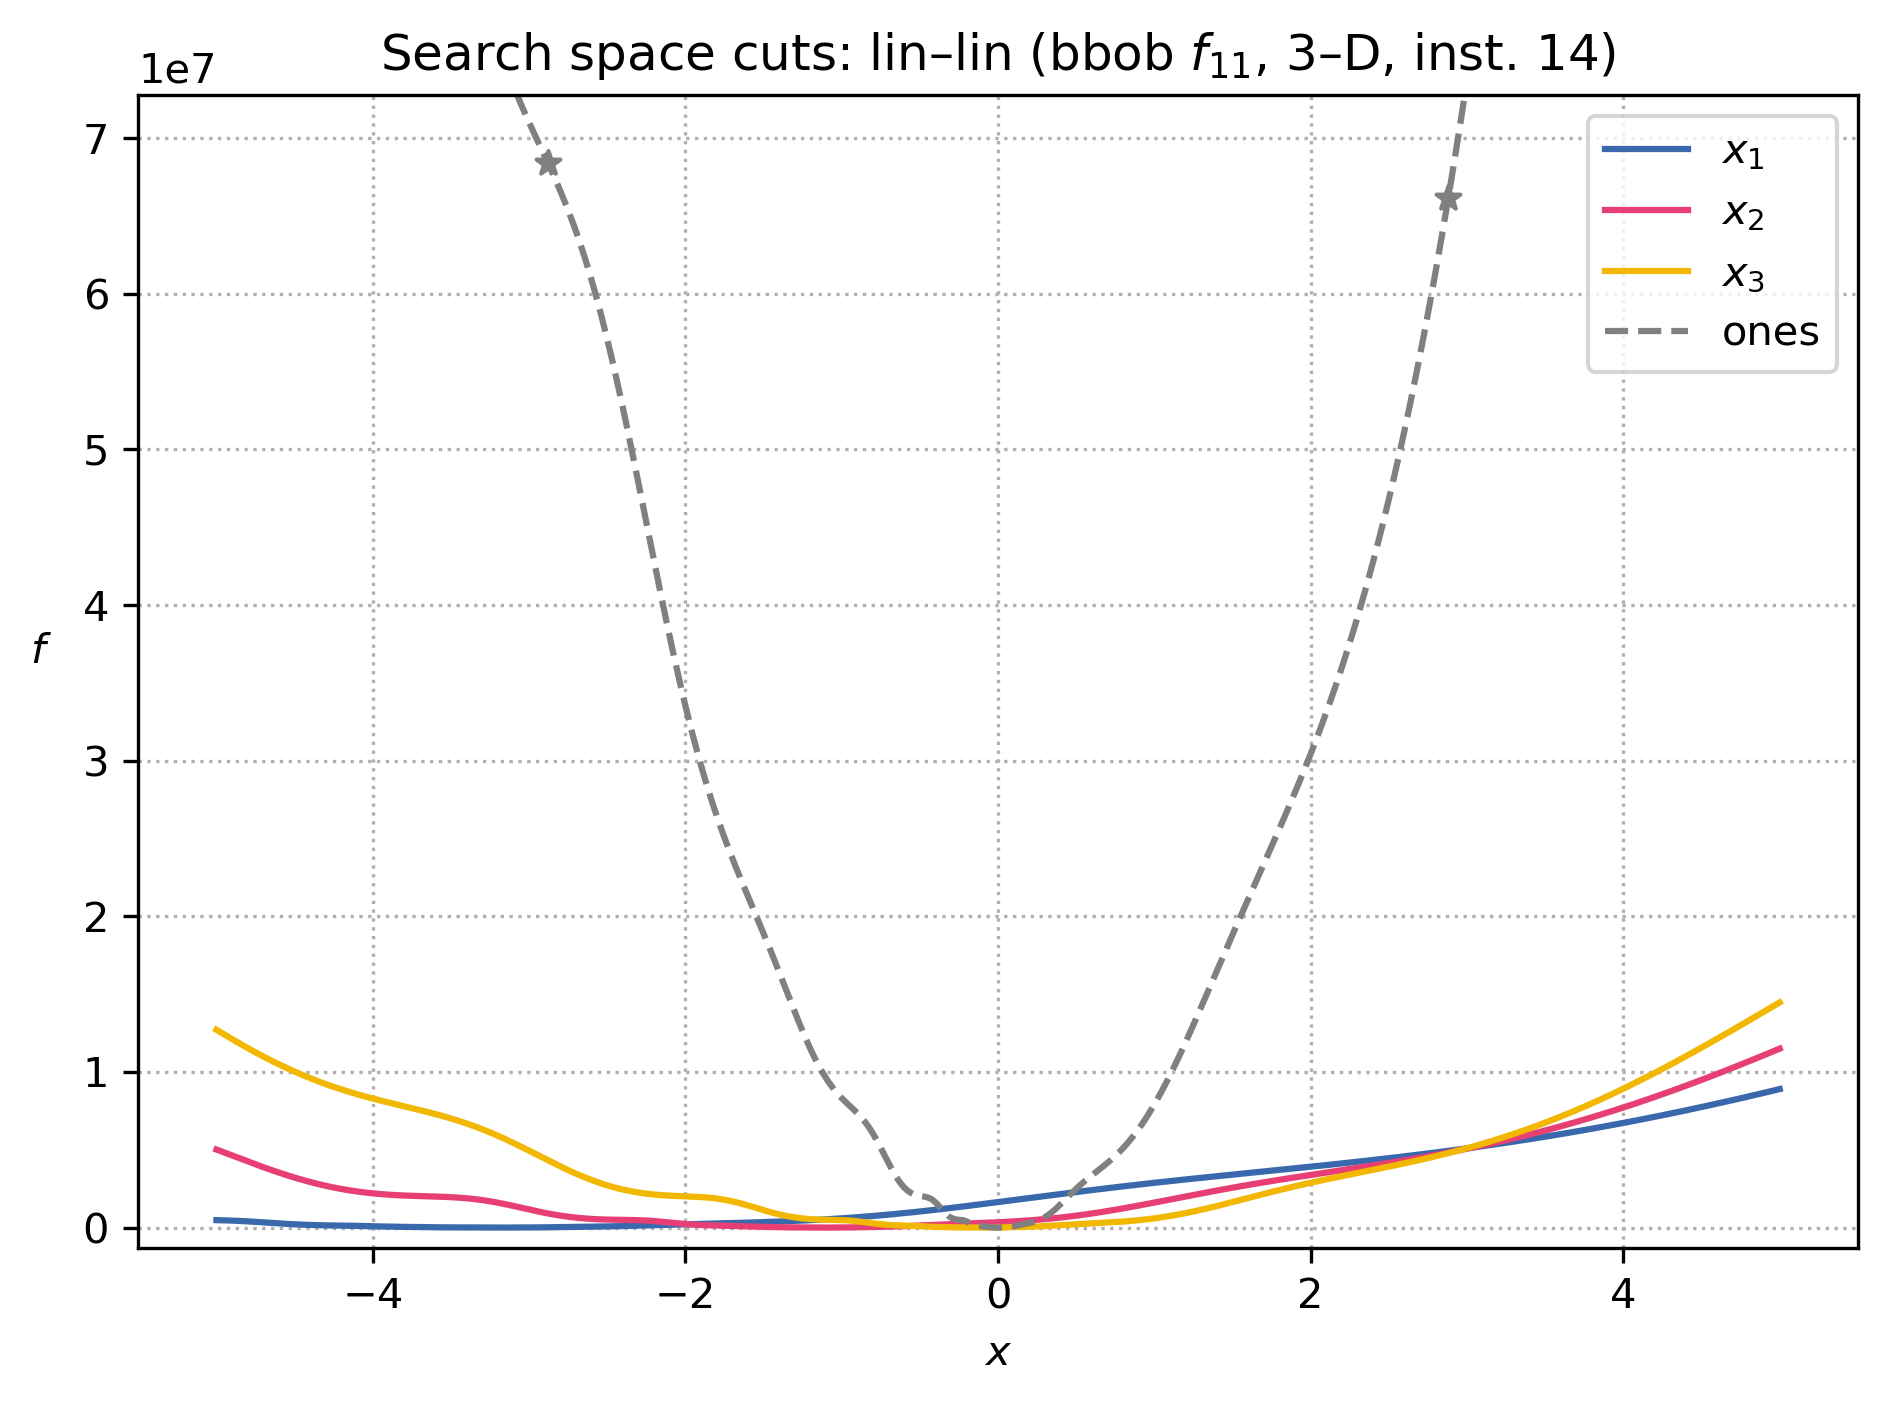 Search space cuts: lin–lin (bbob f₁₁, 3–D, inst. 14)
1e7
7
6
5
4
3
2
1
0
f
−4
−2
0
2
4
x
x₁
x₂
x₃
ones